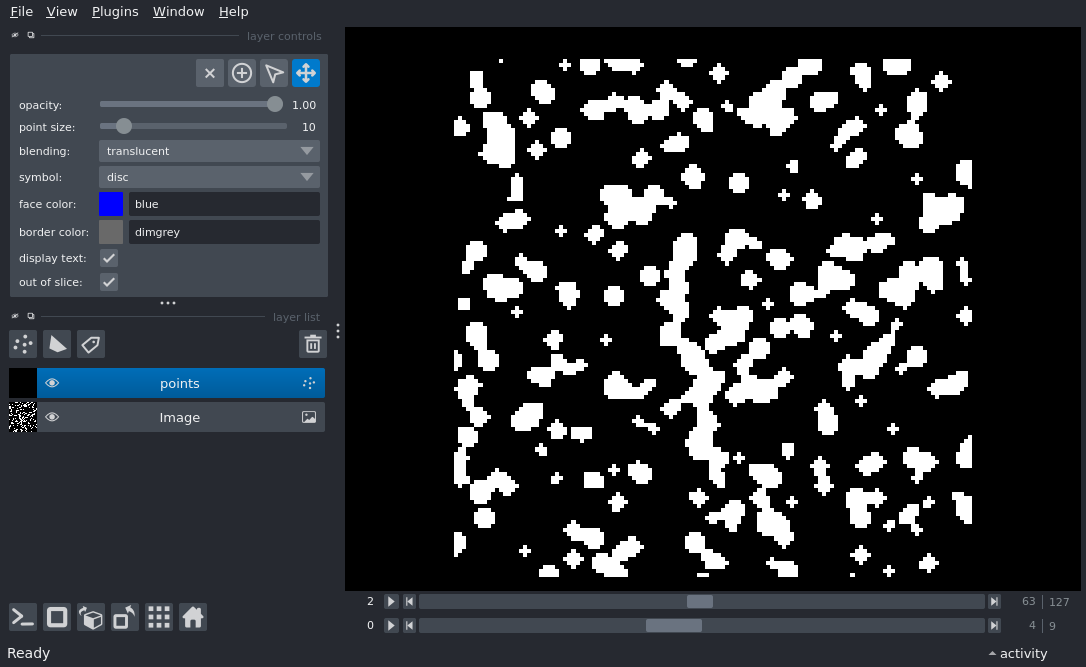 File View Plugins Window Help
layer controls
opacity: 1.00
point size: 10
blending: translucent
symbol: disc
face color: blue
border color: dimgrey
display text:
out of slice:
layer list
points
Image
2 63 127
0 4 9
Ready activity